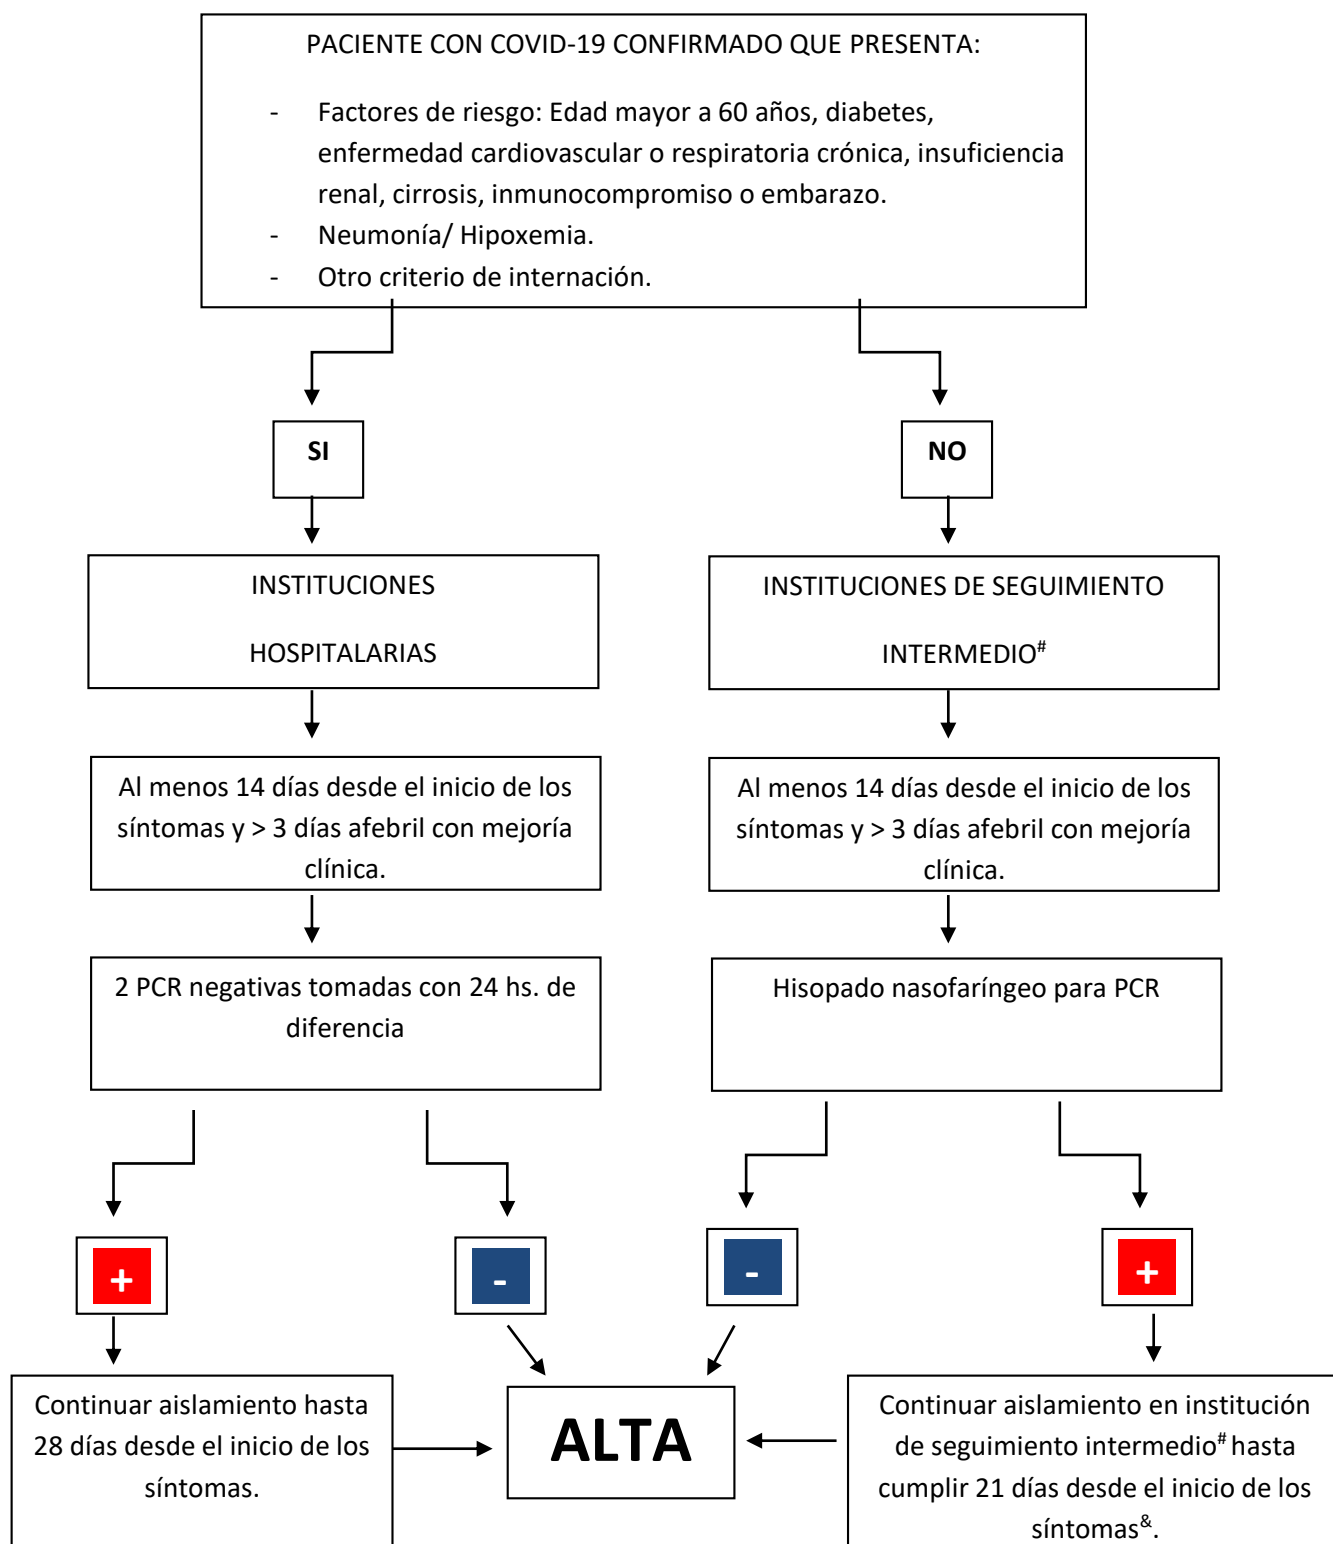 PACIENTE CON COVID-19 CONFIRMADO QUE PRESENTA:
- Factores de riesgo: Edad mayor a 60 años, diabetes,
enfermedad cardiovascular o respiratoria crónica, insuficiencia
renal, cirrosis, inmunocompromiso o embarazo.
- Neumonía/ Hipoxemia.
- Otro criterio de internación.
SI
NO
INSTITUCIONES
HOSPITALARIAS
INSTITUCIONES DE SEGUIMIENTO
INTERMEDIO#
Al menos 14 días desde el inicio de los
síntomas y > 3 días afebril con mejoría
clínica.
Al menos 14 días desde el inicio de los
síntomas y > 3 días afebril con mejoría
clínica.
2 PCR negativas tomadas con 24 hs. de
diferencia
Hisopado nasofaríngeo para PCR
+
-
-
+
Continuar aislamiento hasta
28 días desde el inicio de los
síntomas.
ALTA
Continuar aislamiento en institución
de seguimiento intermedio# hasta
cumplir 21 días desde el inicio de los
síntomas&.